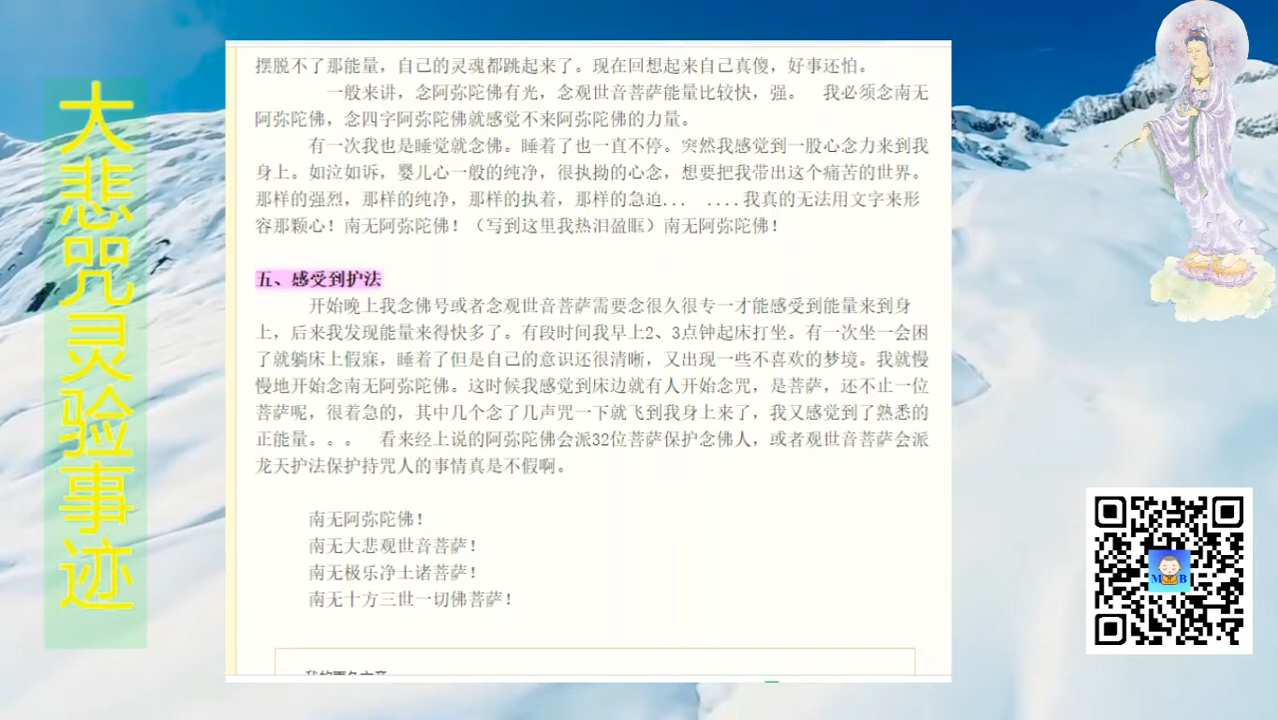 大悲咒灵验事迹
摆脱不了那能量，自己的灵魂都跳起来了。现在回想起来自己真傻，好事还怕。
一般来讲，念阿弥陀佛有光，念观世音菩萨能量比较快，强。 我必须念南无
阿弥陀佛，念四字阿弥陀佛就感觉不来阿弥陀佛的力量。
有一次我也是睡觉就念佛。睡着了也一直不停。突然我感觉到一股心念力来到我
身上。如泣如诉，婴儿心一般的纯净，很执拗的心念，想要把我带出这个痛苦的世界。
那样的强烈，那样的纯净，那样的执着，那样的急迫... ....我真的无法用文字来形
容那颗心！南无阿弥陀佛！（写到这里我热泪盈眶）南无阿弥陀佛！
五、感受到护法
开始晚上我念佛号或者念观世音菩萨需要念很久很专一才能感受到能量来到身
上，后来我发现能量来得快多了。有段时间我早上2、3点钟起床打坐。有一次坐一会困
了就躺床上假寐，睡着了但是自己的意识还很清晰，又出现一些不喜欢的梦境。我就慢
慢地开始念南无阿弥陀佛。这时候我感觉到床边就有人开始念咒，是菩萨，还不止一位
菩萨呢，很着急的，其中几个念了几声咒一下就飞到我身上来了，我又感觉到了熟悉的
正能量。。。 看来经上说的阿弥陀佛会派32位菩萨保护念佛人，或者观世音菩萨会派
龙天护法保护持咒人的事情真是不假啊。
南无阿弥陀佛！
南无大悲观世音菩萨！
南无极乐净土诸菩萨！
南无十方三世一切佛菩萨！
M B